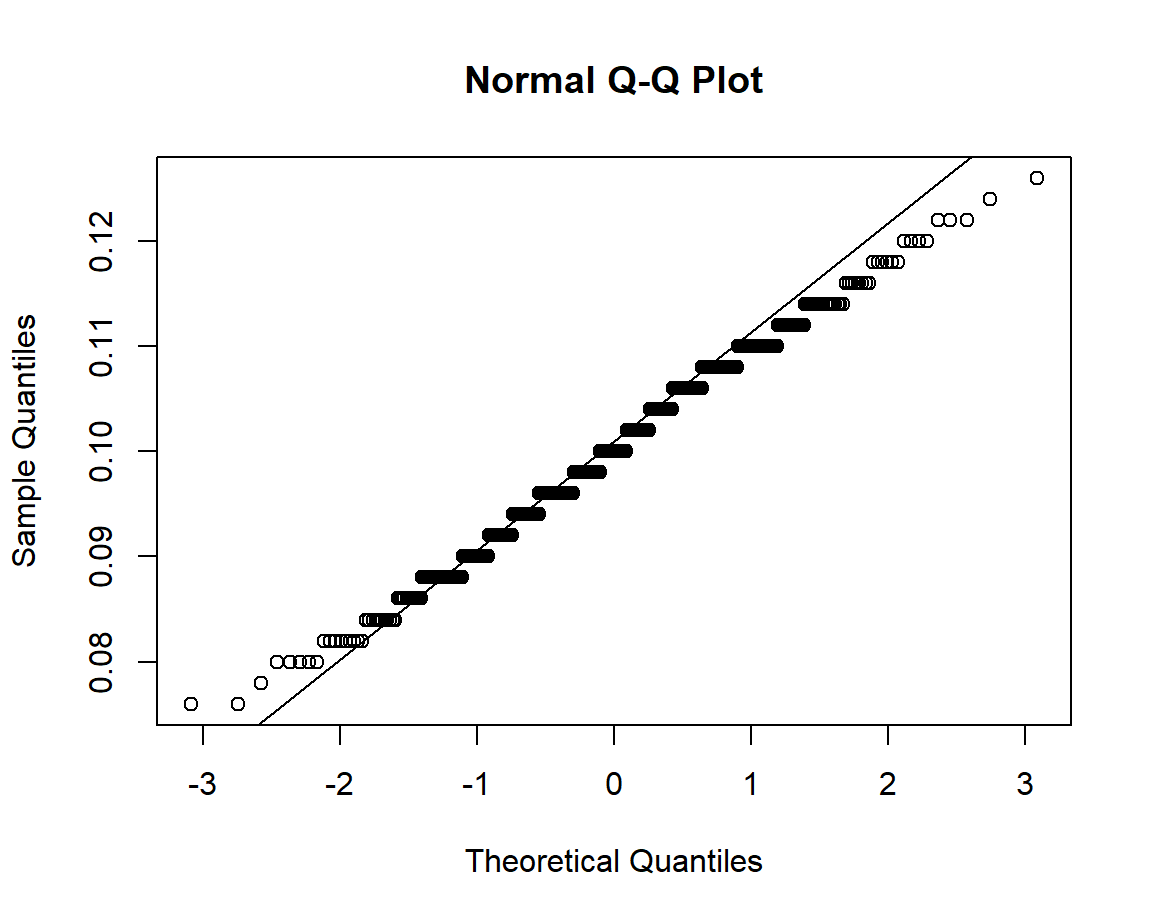 Normal Q-Q Plot
Sample Quantiles
0.12
0.11
0.10
0.09
0.08
-3 -2 -1 0 1 2 3
Theoretical Quantiles